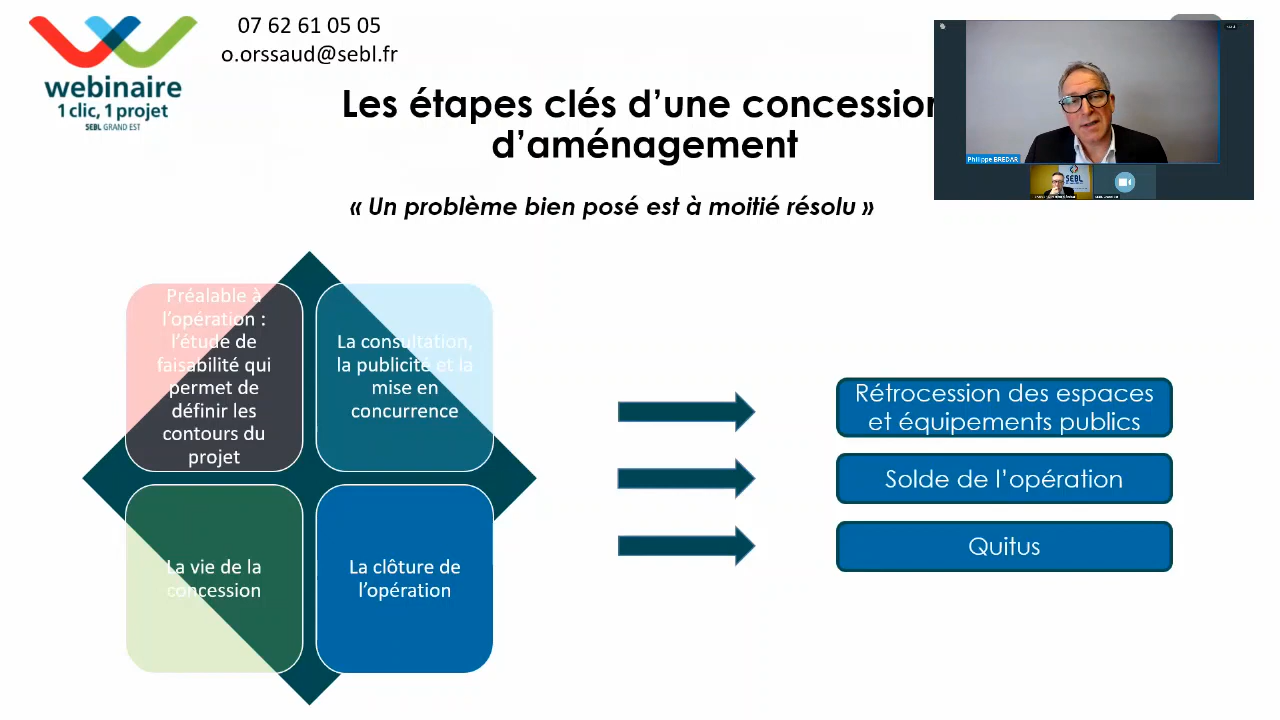 07 62 61 05 05
o.orssaud@sebl.fr
webinaire
1 clic, 1 projet
SEBL GRAND EST
Les étapes clés d’une concession
d’aménagement
« Un problème bien posé est à moitié résolu »
Philippe BREDAR
SEBL
Préalable à
l’opération :
l’étude de
faisabilité qui
permet de
définir les
contours du
projet
La consultation,
la publicité et la
mise en
concurrence
La vie de la
concession
La clôture de
l’opération
Rétrocession des espaces
et équipements publics
Solde de l’opération
Quitus